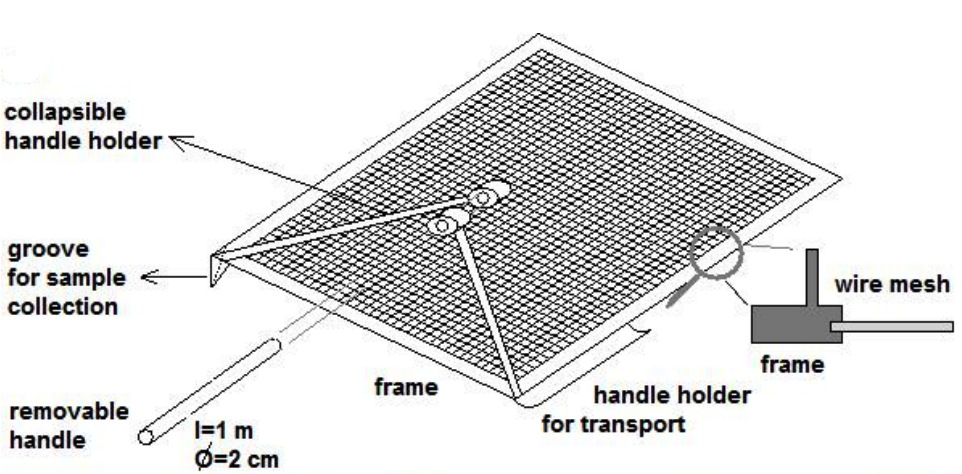 collapsible
handle holder
groove
for sample
collection
removable
handle
l=1 m
Ø=2 cm
frame
handle holder
for transport
wire mesh
frame